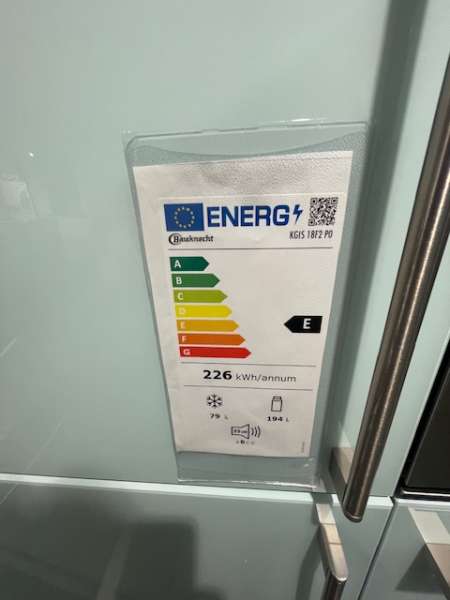 ENERG
Bauknecht
KGIS 18F2 P0
A
B
C
D
E
F
G
E
226 kWh/annum
79 L
194 L